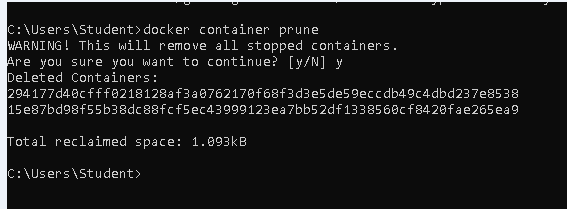 C:\Users\Student>docker container prune
WARNING! This will remove all stopped containers.
Are you sure you want to continue? [y/N] y
Deleted Containers:
294177d40cfff0218128af3a0762170f68f3d3e5de59eccdb49c4dbd237e8538
15e87bd98f55b38dc88fcf5ec43999123ea7bb52df1338560cf8420fae265ea9
Total reclaimed space: 1.093kB
C:\Users\Student>